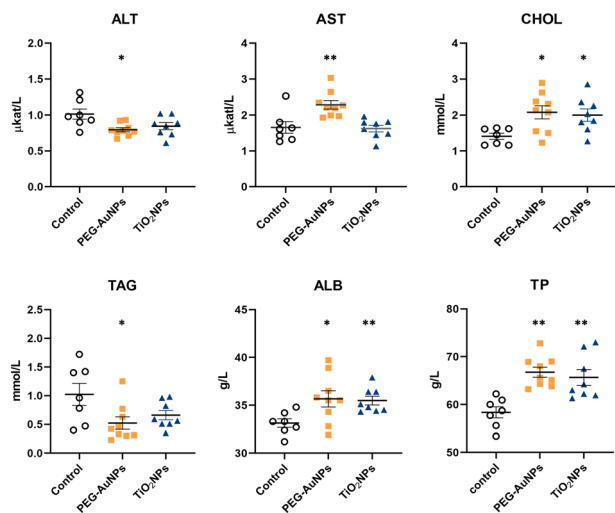 ALT
AST
CHOL
*
**
*
*
2.0
1.5
1.0
0.5
0.0
μkat/L
4
3
2
1
0
μkat/L
4
3
2
1
0
mmol/L
Control
PEG-AuNPs
TiO₂NPs
Control
PEG-AuNPs
TiO₂NPs
Control
PEG-AuNPs
TiO₂NPs
TAG
ALB
TP
*
*
**
**
**
2.5
2.0
1.5
1.0
0.5
0.0
mmol/L
40
35
30
g/L
80
70
60
50
g/L
Control
PEG-AuNPs
TiO₂NPs
Control
PEG-AuNPs
TiO₂NPs
control
PEG-AuNPs
TiO₂NPs